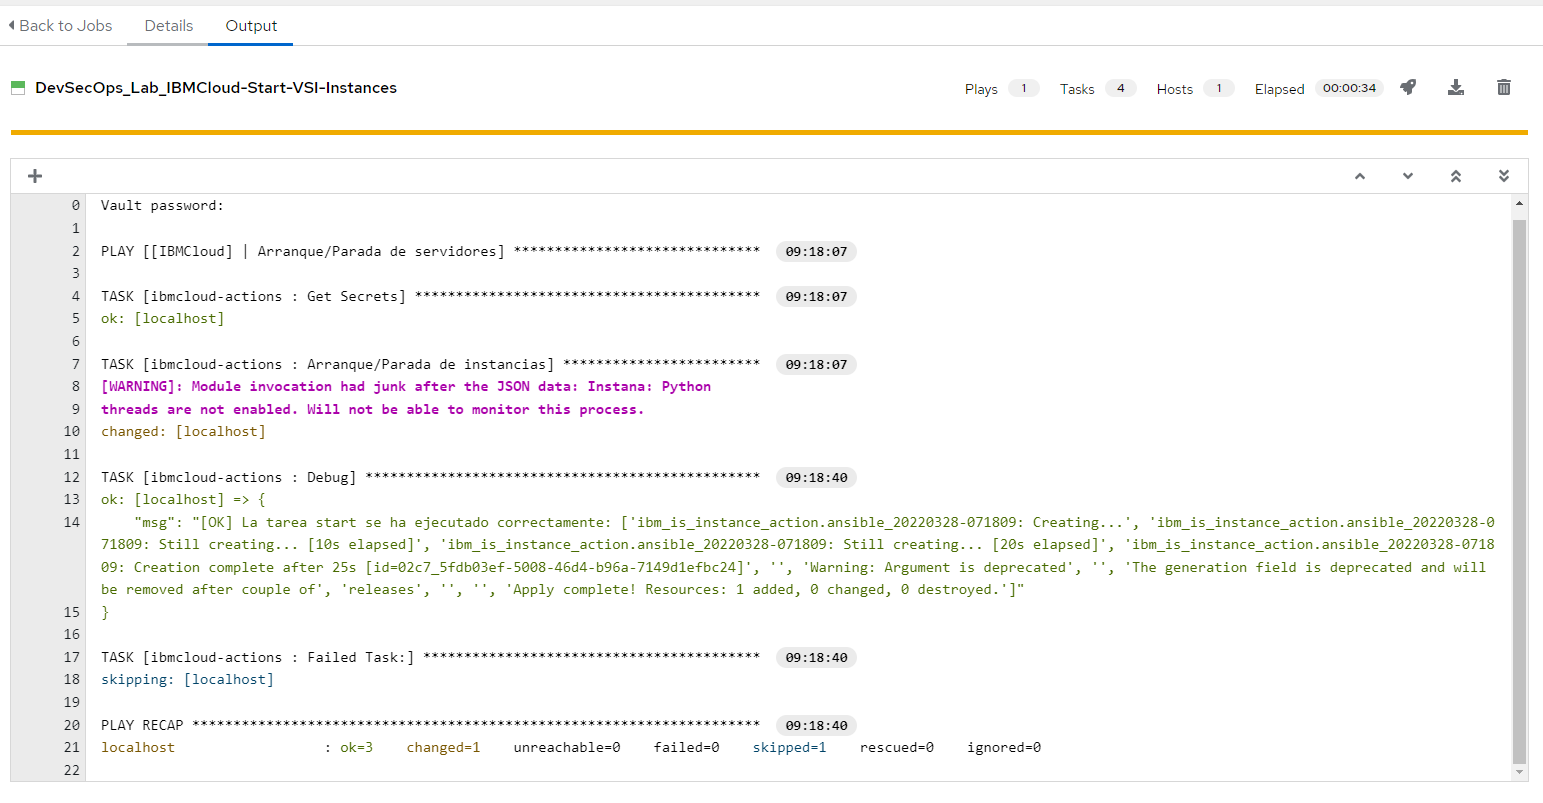 Back to Jobs Details Output
DevSecOps_Lab_IBMCloud-Start-VSI-Instances Plays 1 Tasks 4 Hosts 1 Elapsed 00:00:34
0 Vault password:
1
2 PLAY [[IBMCloud] | Arranque/Parada de servidores] ****************************** 09:18:07
3
4 TASK [ibmcloud-actions : Get Secrets] ****************************************** 09:18:07
5 ok: [localhost]
6
7 TASK [ibmcloud-actions : Arranque/Parada de instancias] ************************ 09:18:07
8 [WARNING]: Module invocation had junk after the JSON data: Instana: Python
9 threads are not enabled. Will not be able to monitor this process.
10 changed: [localhost]
11
12 TASK [ibmcloud-actions : Debug] ************************************************ 09:18:40
13 ok: [localhost] => {
14 "msg": "[OK] La tarea start se ha ejecutado correctamente: ['ibm_is_instance_action.ansible_20220328-071809: Creating...', 'ibm_is_instance_action.ansible_20220328-0
71809: Still creating... [10s elapsed]', 'ibm_is_instance_action.ansible_20220328-071809: Still creating... [20s elapsed]', 'ibm_is_instance_action.ansible_20220328-0718
09: Creation complete after 25s [id=02c7_5fdb03ef-5008-46d4-b96a-7149d1efbc24]', '', 'Warning: Argument is deprecated', '', 'The generation field is deprecated and will
be removed after couple of', 'releases', '', '', 'Apply complete! Resources: 1 added, 0 changed, 0 destroyed.']"
15 }
16
17 TASK [ibmcloud-actions : Failed Task:] ***************************************** 09:18:40
18 skipping: [localhost]
19
20 PLAY RECAP ********************************************************************* 09:18:40
21 localhost : ok=3 changed=1 unreachable=0 failed=0 skipped=1 rescued=0 ignored=0
22